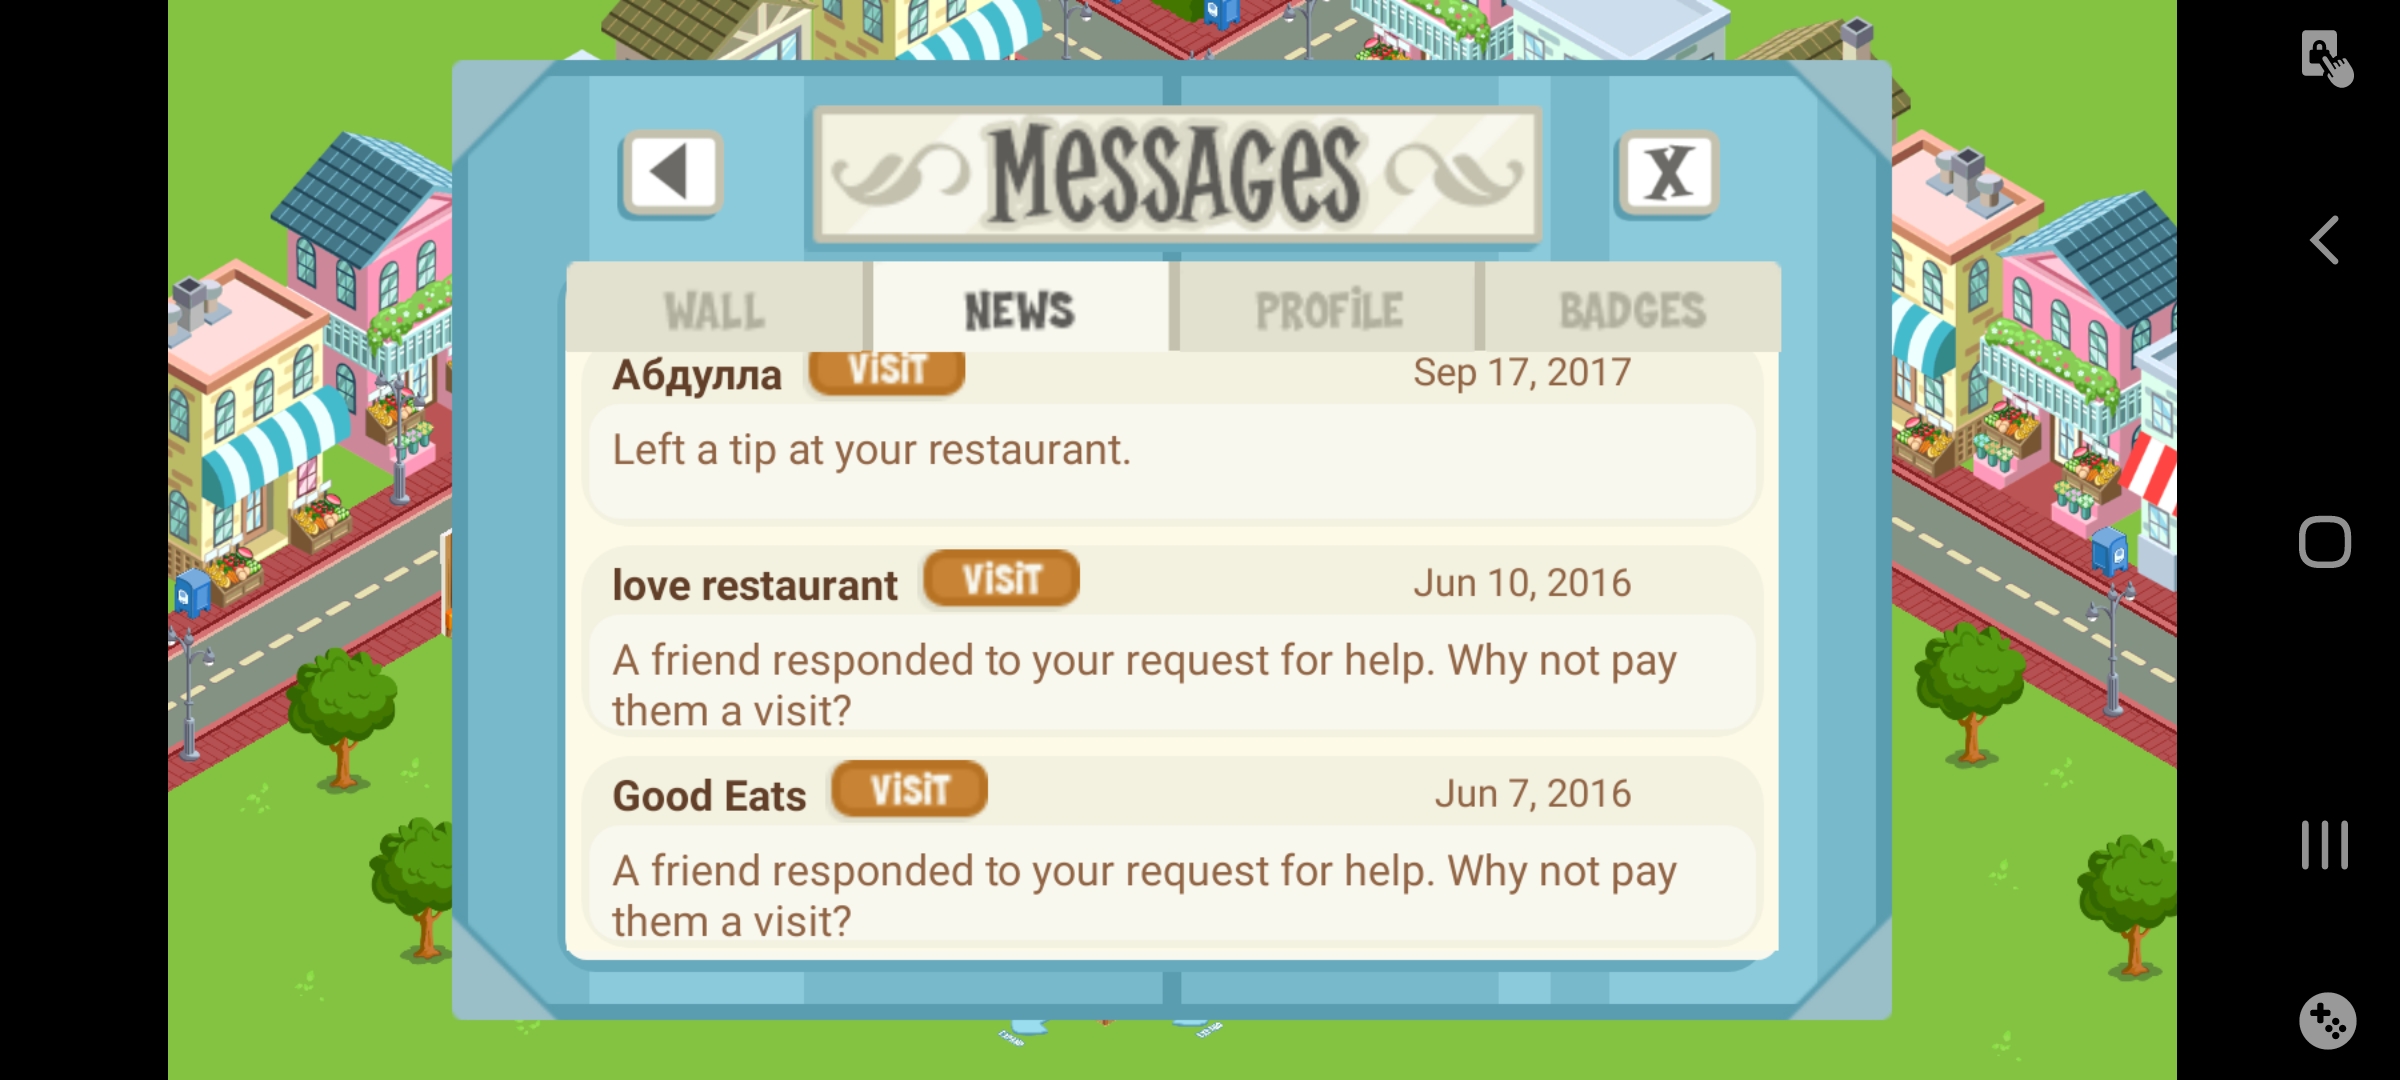 Messages
WALL
NEWS
PROFiLE
BADGES
Абдулла
ViSiT
Sep 17, 2017
Left a tip at your restaurant.
love restaurant
ViSiT
Jun 10, 2016
A friend responded to your request for help. Why not pay
them a visit?
Good Eats
ViSiT
Jun 7, 2016
A friend responded to your request for help. Why not pay
them a visit?